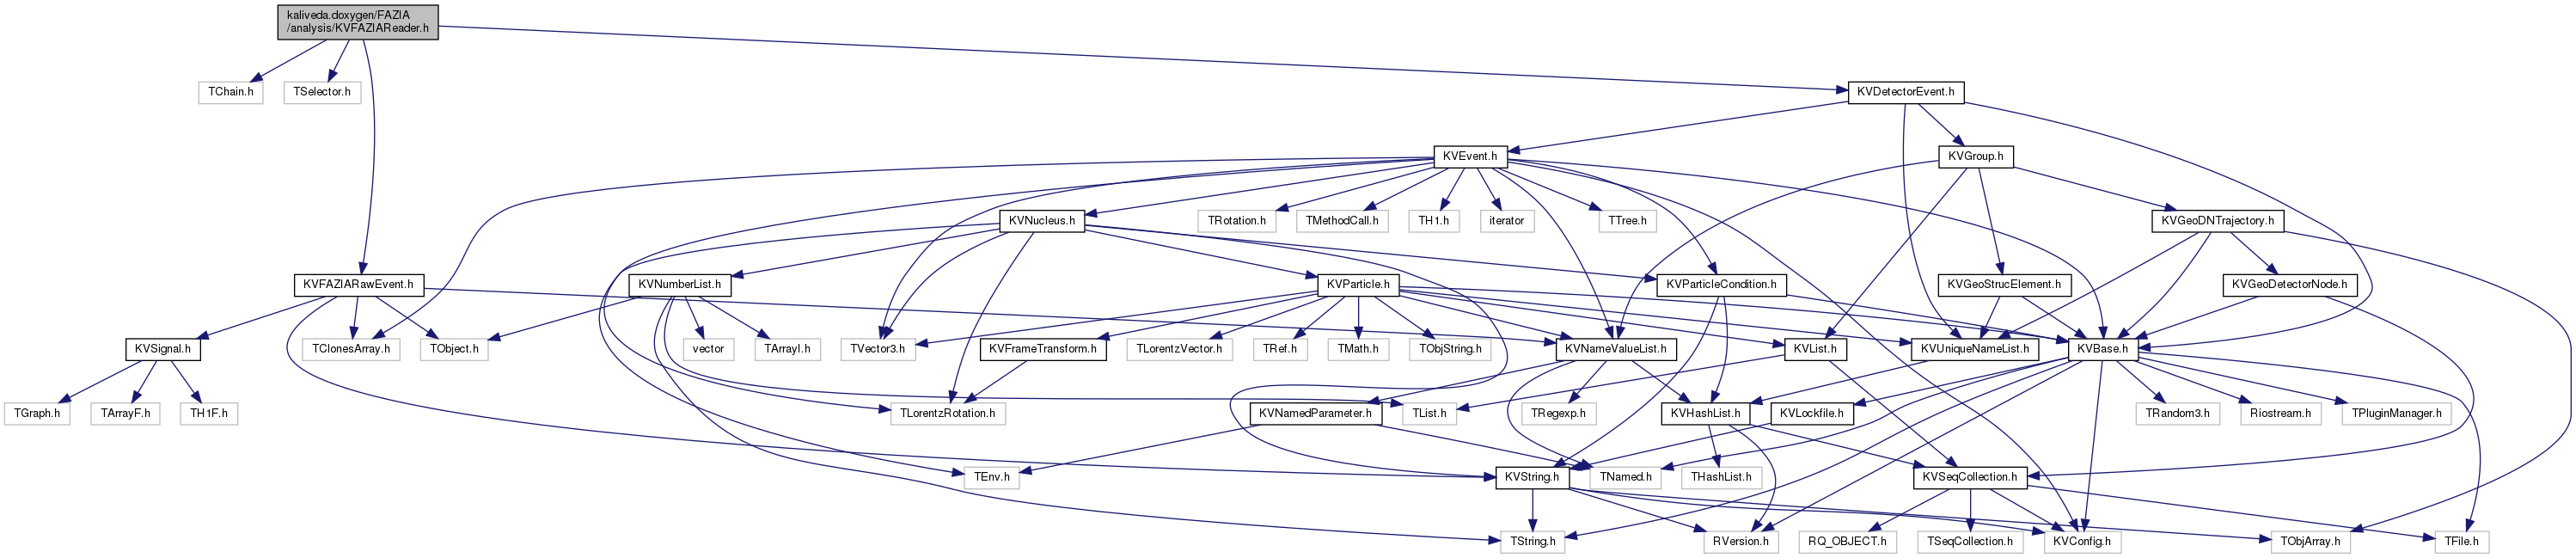 kaliveda.doxygen/FAZIA
/analysis/KVFAZIAReader.h
TChain.h
TSelector.h
KVDetectorEvent.h
KVEvent.h
KVGroup.h
KVNucleus.h
TRotation.h
TMethodCall.h
TH1.h
iterator
TTree.h
KVGeoDNTrajectory.h
KVFAZIARawEvent.h
KVNumberList.h
KVParticle.h
KVParticleCondition.h
KVGeoStrucElement.h
KVGeoDetectorNode.h
KVSignal.h
TClonesArray.h
TObject.h
vector
TArrayI.h
TVector3.h
KVFrameTransform.h
TLorentzVector.h
TRef.h
TMath.h
TObjString.h
KVNameValueList.h
KVList.h
KVUniqueNameList.h
KVBase.h
TGraph.h
TArrayF.h
TH1F.h
TLorentzRotation.h
KVNamedParameter.h
TList.h
TRegexp.h
KVHashList.h
KVLockfile.h
TRandom3.h
Riostream.h
TPluginManager.h
TEnv.h
KVString.h
TNamed.h
THashList.h
KVSeqCollection.h
TString.h
RVersion.h
RQ_OBJECT.h
TSeqCollection.h
KVConfig.h
TObjArray.h
TFile.h